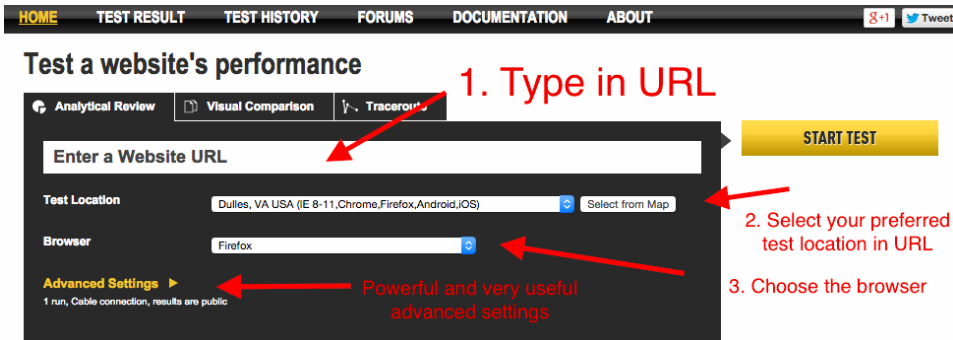 HOME TEST RESULT TEST HISTORY FORUMS DOCUMENTATION ABOUT
g+1 Tweet
Test a website's performance
1. Type in URL
Analytical Review Visual Comparison Traceroute
START TEST
Enter a Website URL
Test Location Dulles, VA USA (IE 8-11,Chrome,Firefox,Android,iOS) Select from Map
2. Select your preferred
test location in URL
Browser Firefox
3. Choose the browser
Advanced Settings
1 run, Cable connection, results are public
Powerful and very useful
advanced settings